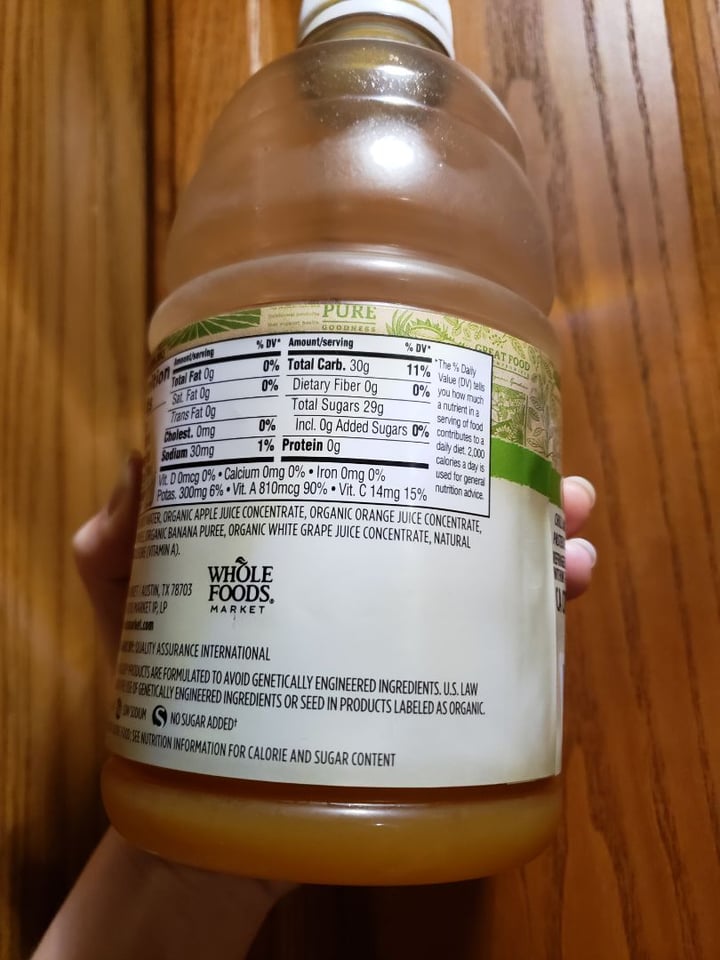 PURE
GOODNESS
GREAT FOOD
Amount/serving % DV* Amount/serving % DV*
Total Fat 0g 0% Total Carb. 30g 11%
Sat. Fat 0g 0% Dietary Fiber 0g 0%
Trans Fat 0g Total Sugars 29g
Cholest. 0mg 0% Incl. 0g Added Sugars 0%
Sodium 30mg 1% Protein 0g
Vit. D 0mcg 0% • Calcium 0mg 0% • Iron 0mg 0%
Potas. 300mg 6% • Vit. A 810mcg 90% • Vit. C 14mg 15%
*The % Daily
Value (DV) tells
you how much
a nutrient in a
serving of food
contributes to a
daily diet. 2,000
calories a day is
used for general
nutrition advice.
WATER, ORGANIC APPLE JUICE CONCENTRATE, ORGANIC ORANGE JUICE CONCENTRATE,
ORGANIC BANANA PUREE, ORGANIC WHITE GRAPE JUICE CONCENTRATE, NATURAL
(VITAMIN A).
AUSTIN, TX 78703
MARKET IP, LP
WHOLE
FOODS®
MARKET
QUALITY ASSURANCE INTERNATIONAL
PRODUCTS ARE FORMULATED TO AVOID GENETICALLY ENGINEERED INGREDIENTS. U.S. LAW
USE OF GENETICALLY ENGINEERED INGREDIENTS OR SEED IN PRODUCTS LABELED AS ORGANIC.
LOW SODIUM S NO SUGAR ADDED†
FOOD; SEE NUTRITION INFORMATION FOR CALORIE AND SUGAR CONTENT